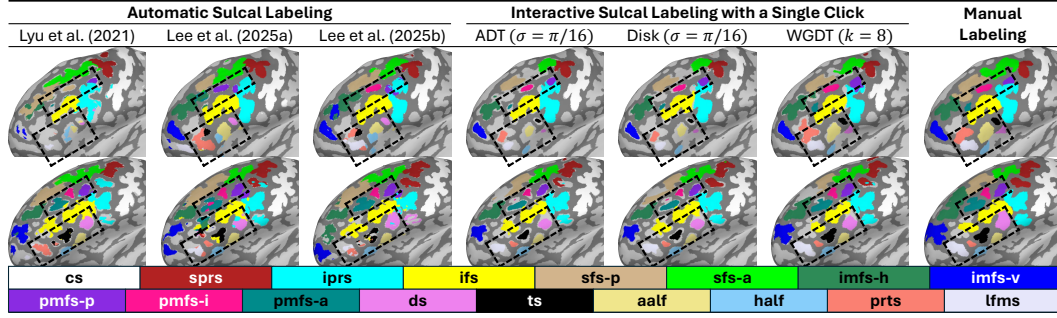 Automatic Sulcal Labeling Interactive Sulcal Labeling with a Single Click Manual
Labeling
Lyu et al. (2021) Lee et al. (2025a) Lee et al. (2025b) ADT (σ = π/16) Disk (σ = π/16) WGDT (k = 8)
cs sprs iprs ifs sfs-p sfs-a imfs-h imfs-v
pmfs-p pmfs-i pmfs-a ds ts aalf half prts lfms